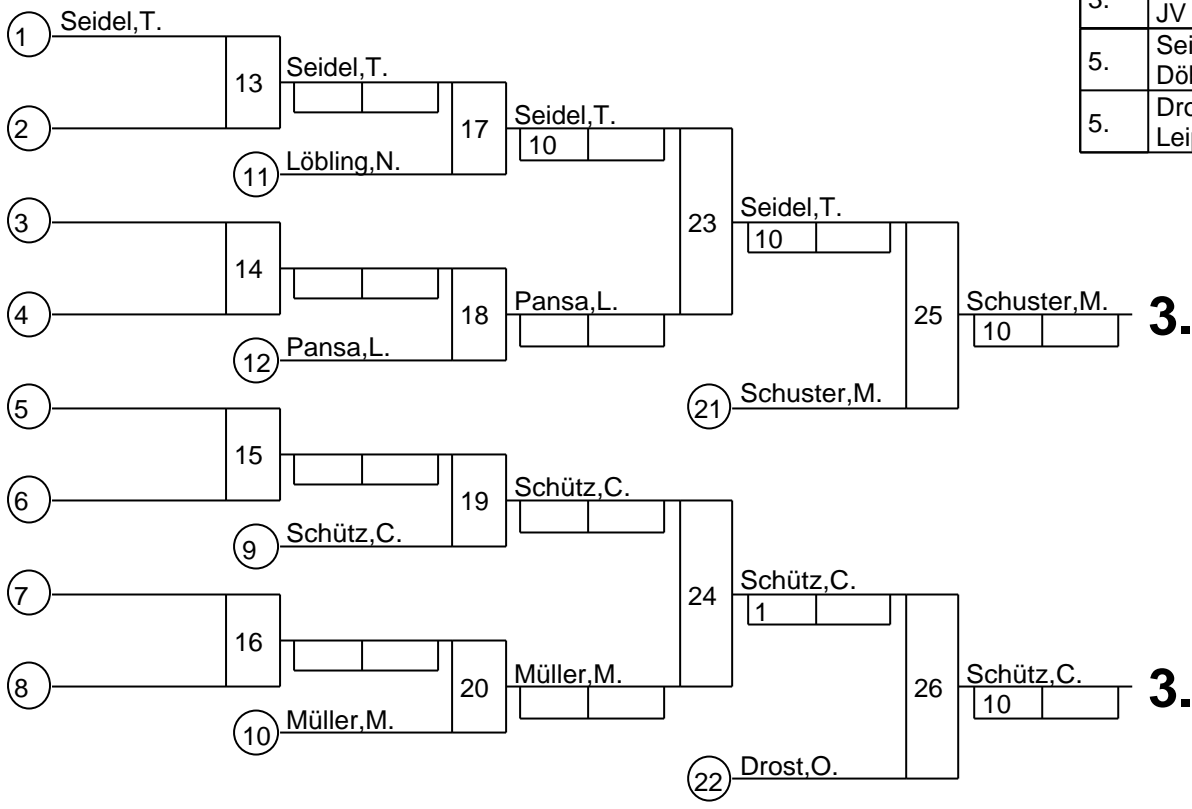 3.
JV
5.
5.
1 Seidel,T.
13
Seidel,T.
2
17
Seidel,T.
10
11 Löbling,N.
3
23
Seidel,T.
10
14
4
18
Pansa,L.
12 Pansa,L.
25
Schuster,M.
10
3.
5
21 Schuster,M.
15
6
19
Schütz,C.
9 Schütz,C.
7
24
Schütz,C.
1
16
8
20
Müller,M.
10 Müller,M.
26
Schütz,C.
10
3.
22 Drost,O.